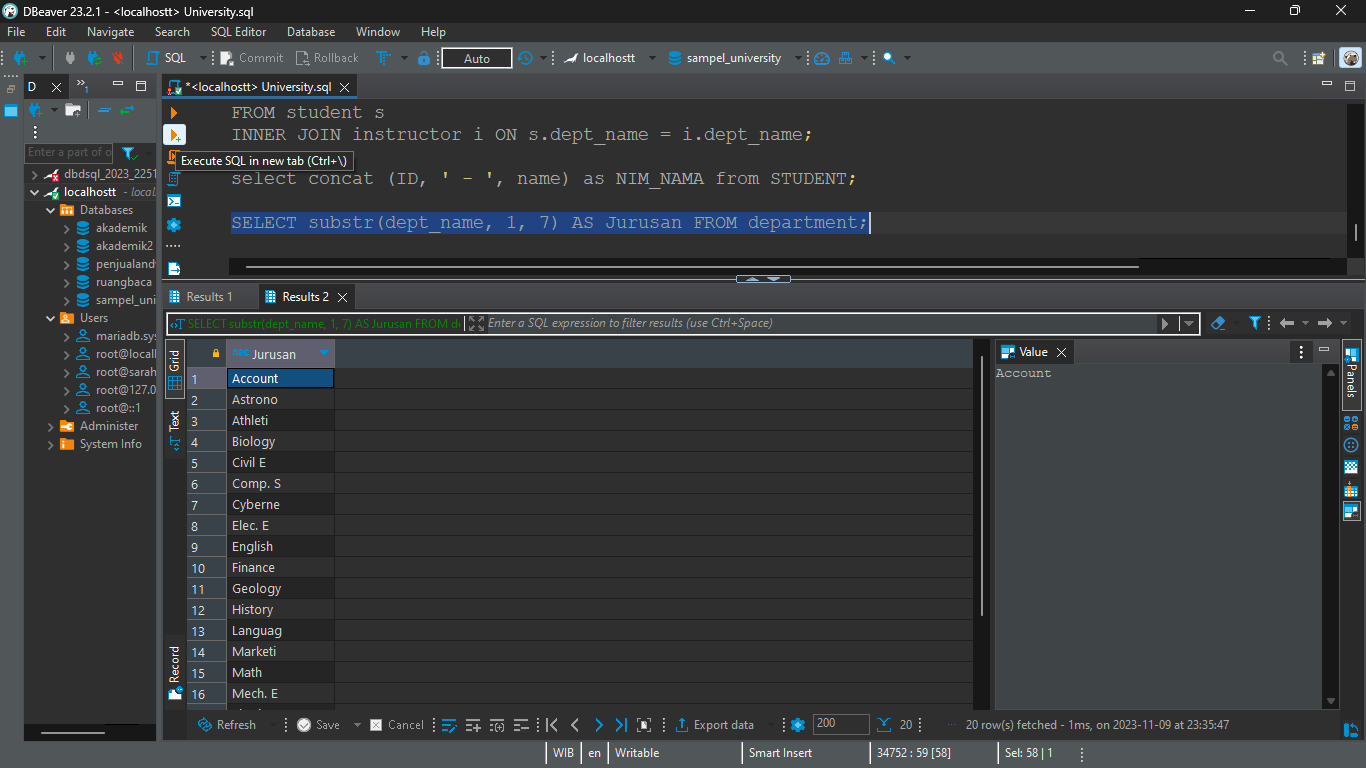 DBeaver 23.2.1 - <localhostt> University.sql
File Edit Navigate Search SQL Editor Database Window Help
SQL Commit Rollback Auto localhostt sampel_university
D
1
*<localhostt> University.sql
Enter a part of o
dbdsql_2023_2251
localhostt - local
Databases
akademik
akademik2
penjualand
ruangbaca
sampel_uni
Users
mariadb.sys
root@locall
root@sarah
root@127.0
root@::1
Administer
System Info
FROM student s
INNER JOIN instructor i ON s.dept_name = i.dept_name;
Execute SQL in new tab (Ctrl+\)
select concat (ID, ' - ', name) as NIM_NAMA from STUDENT;
SELECT substr(dept_name, 1, 7) AS Jurusan FROM department;
Results 1 Results 2
SELECT substr(dept_name, 1, 7) AS Jurusan FROM de
Enter a SQL expression to filter results (use Ctrl+Space)
Grid
Text
Record
Jurusan
1 Account
2 Astrono
3 Athleti
4 Biology
5 Civil E
6 Comp. S
7 Cyberne
8 Elec. E
9 English
10 Finance
11 Geology
12 History
13 Languag
14 Marketi
15 Math
16 Mech. E
Value
Account
Panels
Refresh Save Cancel Export data 200 20 ... 20 row(s) fetched - 1ms, on 2023-11-09 at 23:35:47
WIB en Writable Smart Insert 34752 : 59 [58] Sel: 58 | 1